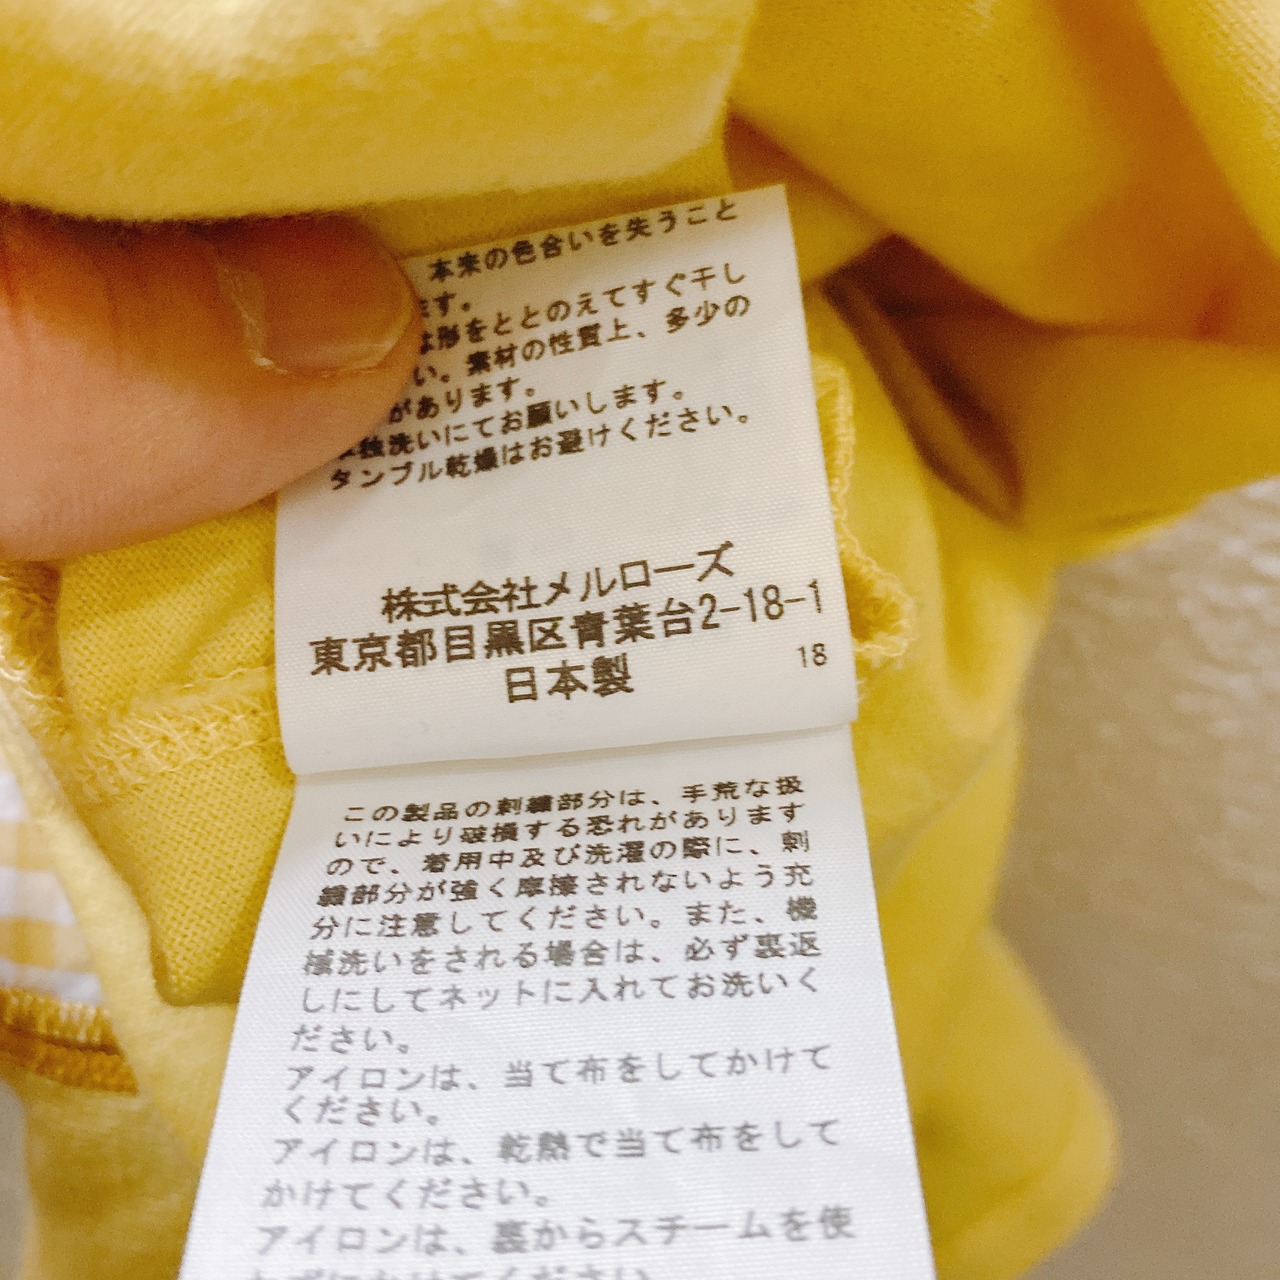 本来の色合いを失うこと
ます。
は形をととのえてすぐ干し
い。素材の性質上、多少の
があります。
独洗いにてお願いします。
タンブル乾燥はお避けください。
株式会社メルローズ
東京都目黒区青葉台2-18-1
日本製
18
この製品の刺繍部分は、手荒な扱
いにより破損する恐れがあります
ので、着用中及び洗濯の際に、刺
繍部分が強く摩擦されないよう充
分に注意してください。また、機
械洗いをされる場合は、必ず裏返
しにしてネットに入れてお洗いく
ださい。
アイロンは、当て布をしてかけて
ください。
アイロンは、乾熱で当て布をして
かけてください。
アイロンは、裏からスチームを使